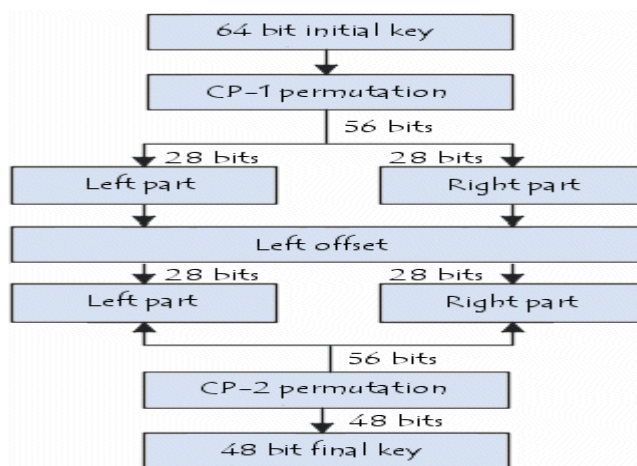 64 bit initial key
CP-1 permutation
56 bits
28 bits
28 bits
Left part
Right part
Left offset
28 bits
28 bits
Left part
Right part
56 bits
CP-2 permutation
48 bits
48 bit final key